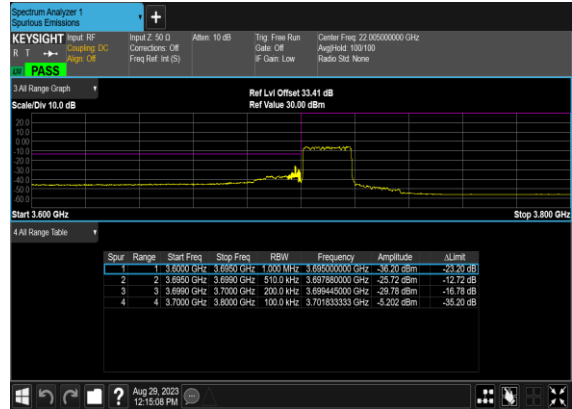 Spectrum Analyzer 1
Spurious Emissions
KEYSIGHT Input: RF Input Z: 50 Ω Atten: 10 dB Trig: Free Run Center Freq: 22.005000000 GHz
R T Coupling: DC Corrections: Off Gate: Off Avg|Hold: 100/100
Align: Off Freq Ref: Int (S) IF Gain: Low Radio Std: None
PASS
3 All Range Graph
Ref Lvl Offset 33.41 dB
Scale/Div 10.0 dB Ref Value 30.00 dBm
20.0
10.0
0.00
-10.0
-20.0
-30.0
-40.0
-50.0
-60.0
Start 3.600 GHz Stop 3.800 GHz
4 All Range Table
Spur Range Start Freq Stop Freq RBW Frequency Amplitude ΔLimit
1 1 3.6000 GHz 3.6950 GHz 1.000 MHz 3.695000000 GHz -36.20 dBm -23.20 dB
2 2 3.6950 GHz 3.6990 GHz 510.0 kHz 3.697880000 GHz -25.72 dBm -12.72 dB
3 3 3.6990 GHz 3.7000 GHz 200.0 kHz 3.699445000 GHz -29.78 dBm -16.78 dB
4 4 3.7000 GHz 3.8000 GHz 100.0 kHz 3.701833333 GHz -5.202 dBm -35.20 dB
? Aug 29, 2023
12:15:08 PM